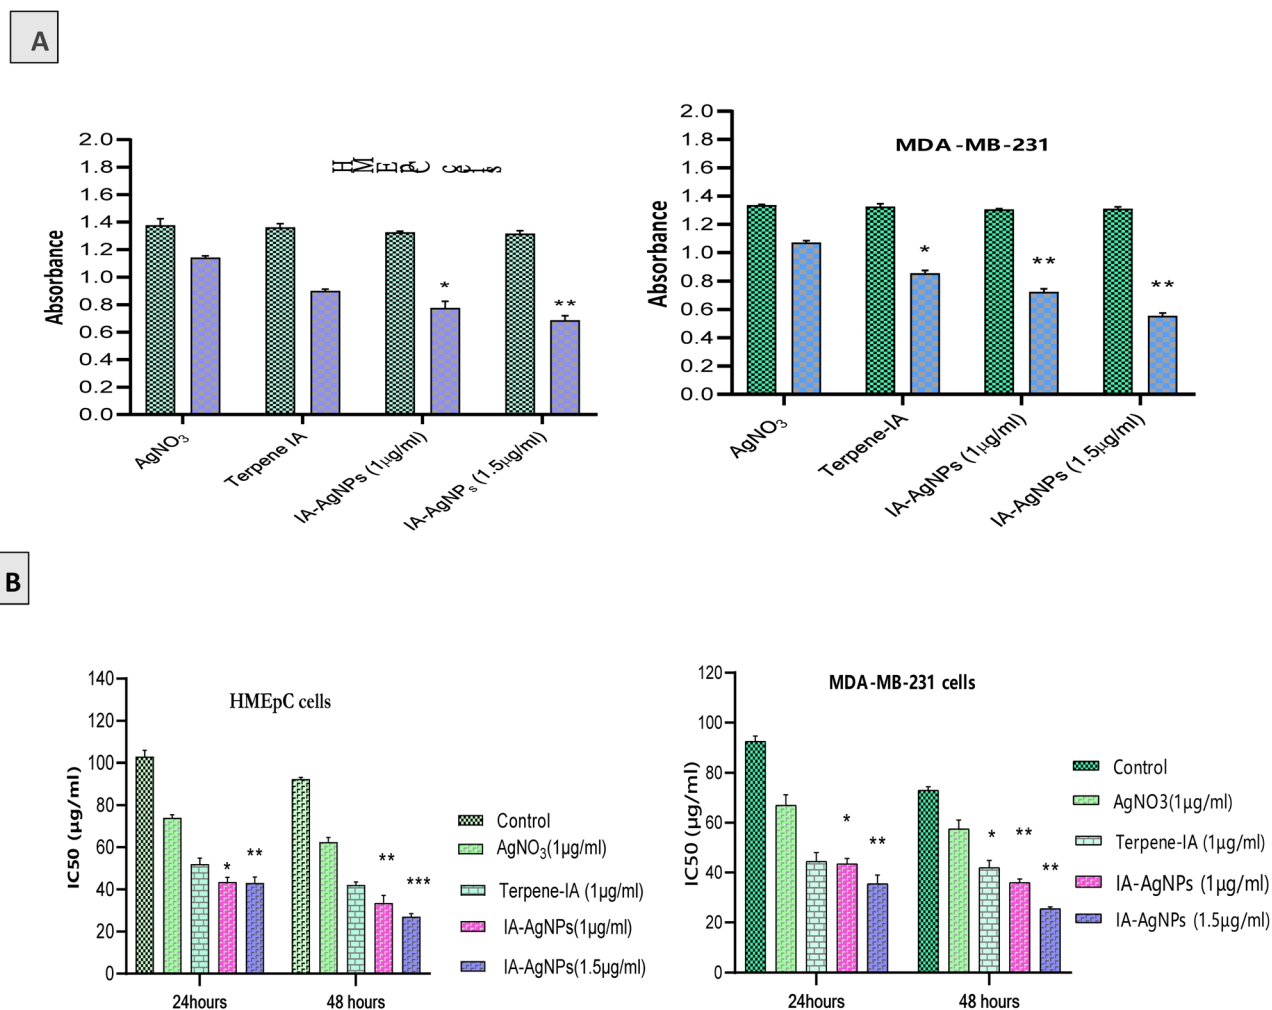 A
HMEPC cells
2.0
1.8
1.6
1.4
1.2
1.0
0.8
0.6
0.4
0.2
0.0
Absorbance
*
**
AgNO3
Terpene IA
IA-AgNPs (1µg/ml)
IA-AgNPs (1.5µg/ml)
MDA-MB-231
2.0
1.8
1.6
1.4
1.2
1.0
0.8
0.6
0.4
0.2
0.0
Absorbance
*
**
**
AgNO3
Terpene-IA
IA-AgNPs (1µg/ml)
IA-AgNPs (1.5µg/ml)
B
HMEpC cells
140
120
100
80
60
40
20
0
IC50 (µg/ml)
*
**
**
***
24hours
48 hours
Control
AgNO3(1µg/ml)
Terpene-IA (1µg/ml)
IA-AgNPs(1µg/ml)
IA-AgNPs(1.5µg/ml)
MDA-MB-231 cells
120
100
80
60
40
20
0
IC50 (µg/ml)
*
**
*
**
**
24hours
48 hours
Control
AgNO3(1µg/ml)
Terpene-IA (1µg/ml)
IA-AgNPs (1µg/ml)
IA-AgNPs (1.5µg/ml)